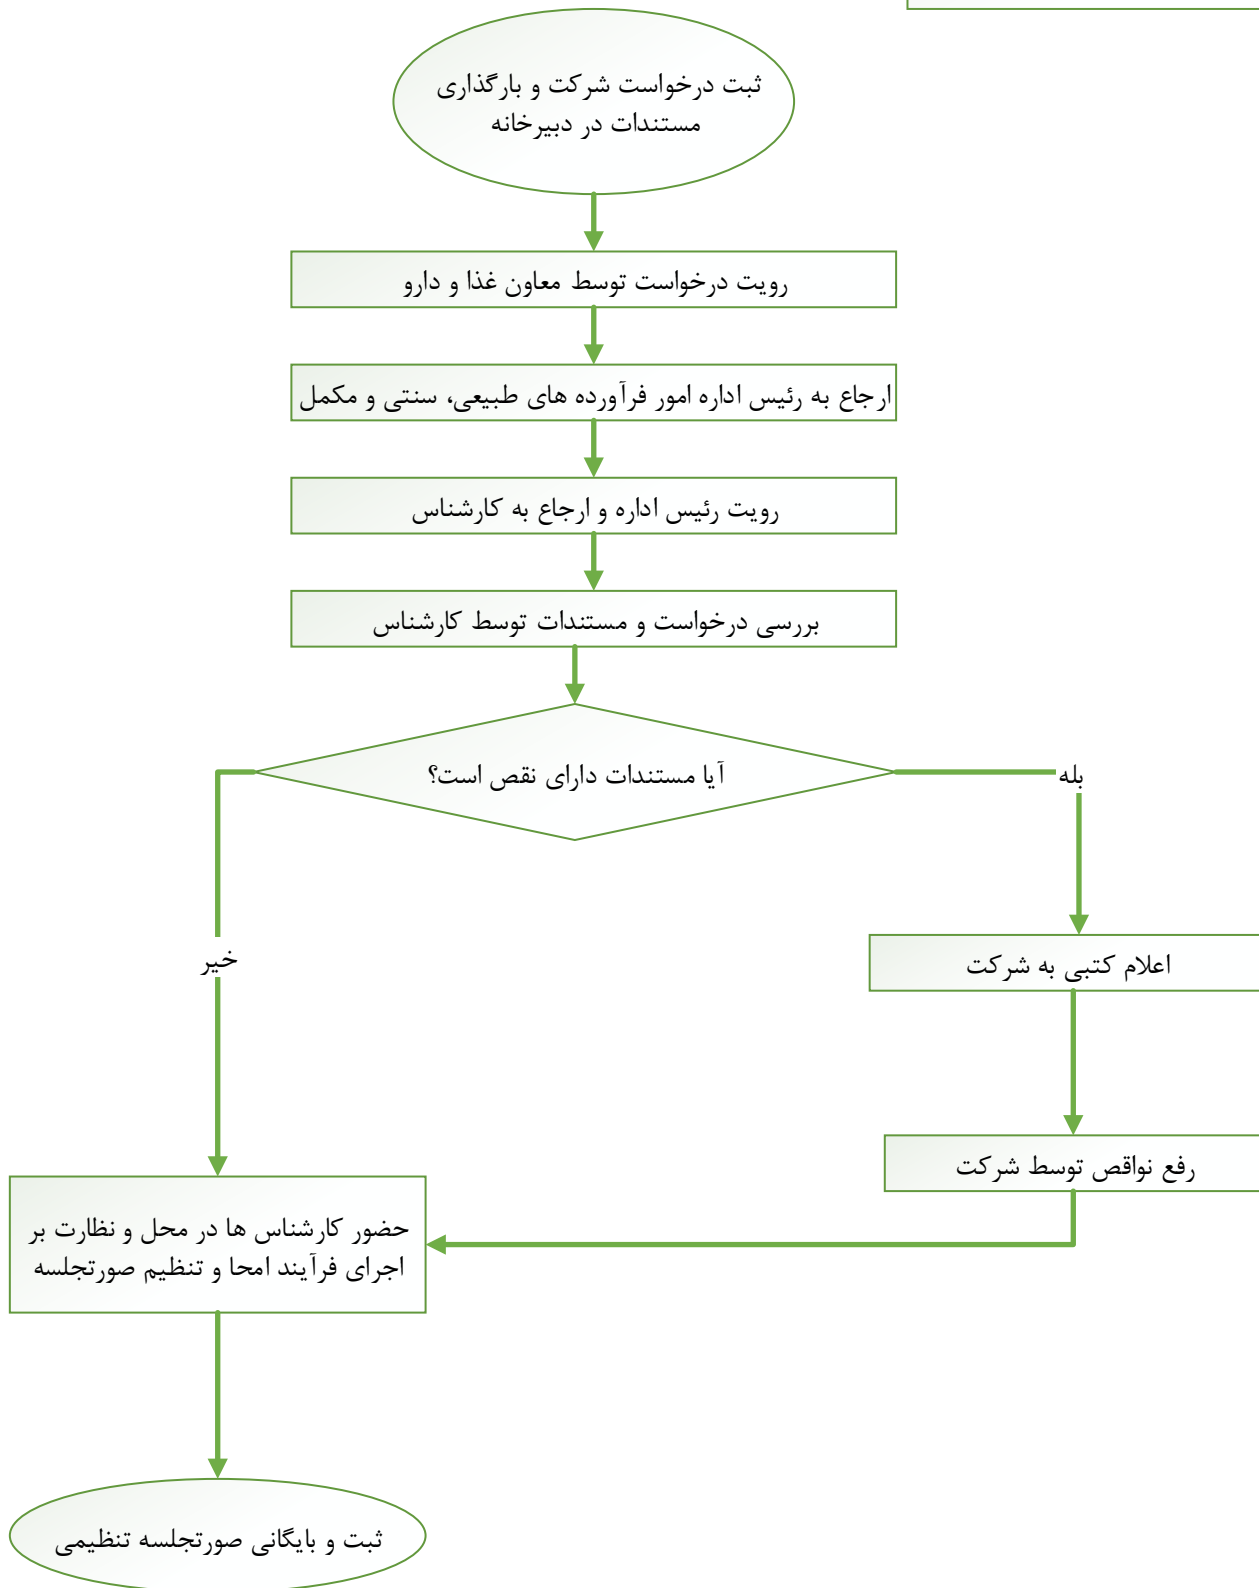 ثبت درخواست شرکت و بارگذاری
مستندات در دبیرخانه
رویت درخواست توسط معاون غذا و دارو
ارجاع به رئیس اداره امور فرآورده های طبیعی، سنتی و مکمل
رویت رئیس اداره و ارجاع به کارشناس
بررسی درخواست و مستندات توسط کارشناس
آیا مستندات دارای نقص است؟
بله
خیر
اعلام کتبی به شرکت
رفع نواقص توسط شرکت
حضور کارشناس ها در محل و نظارت بر
اجرای فرآیند امحا و تنظیم صورتجلسه
ثبت و بایگانی صورتجلسه تنظیمی